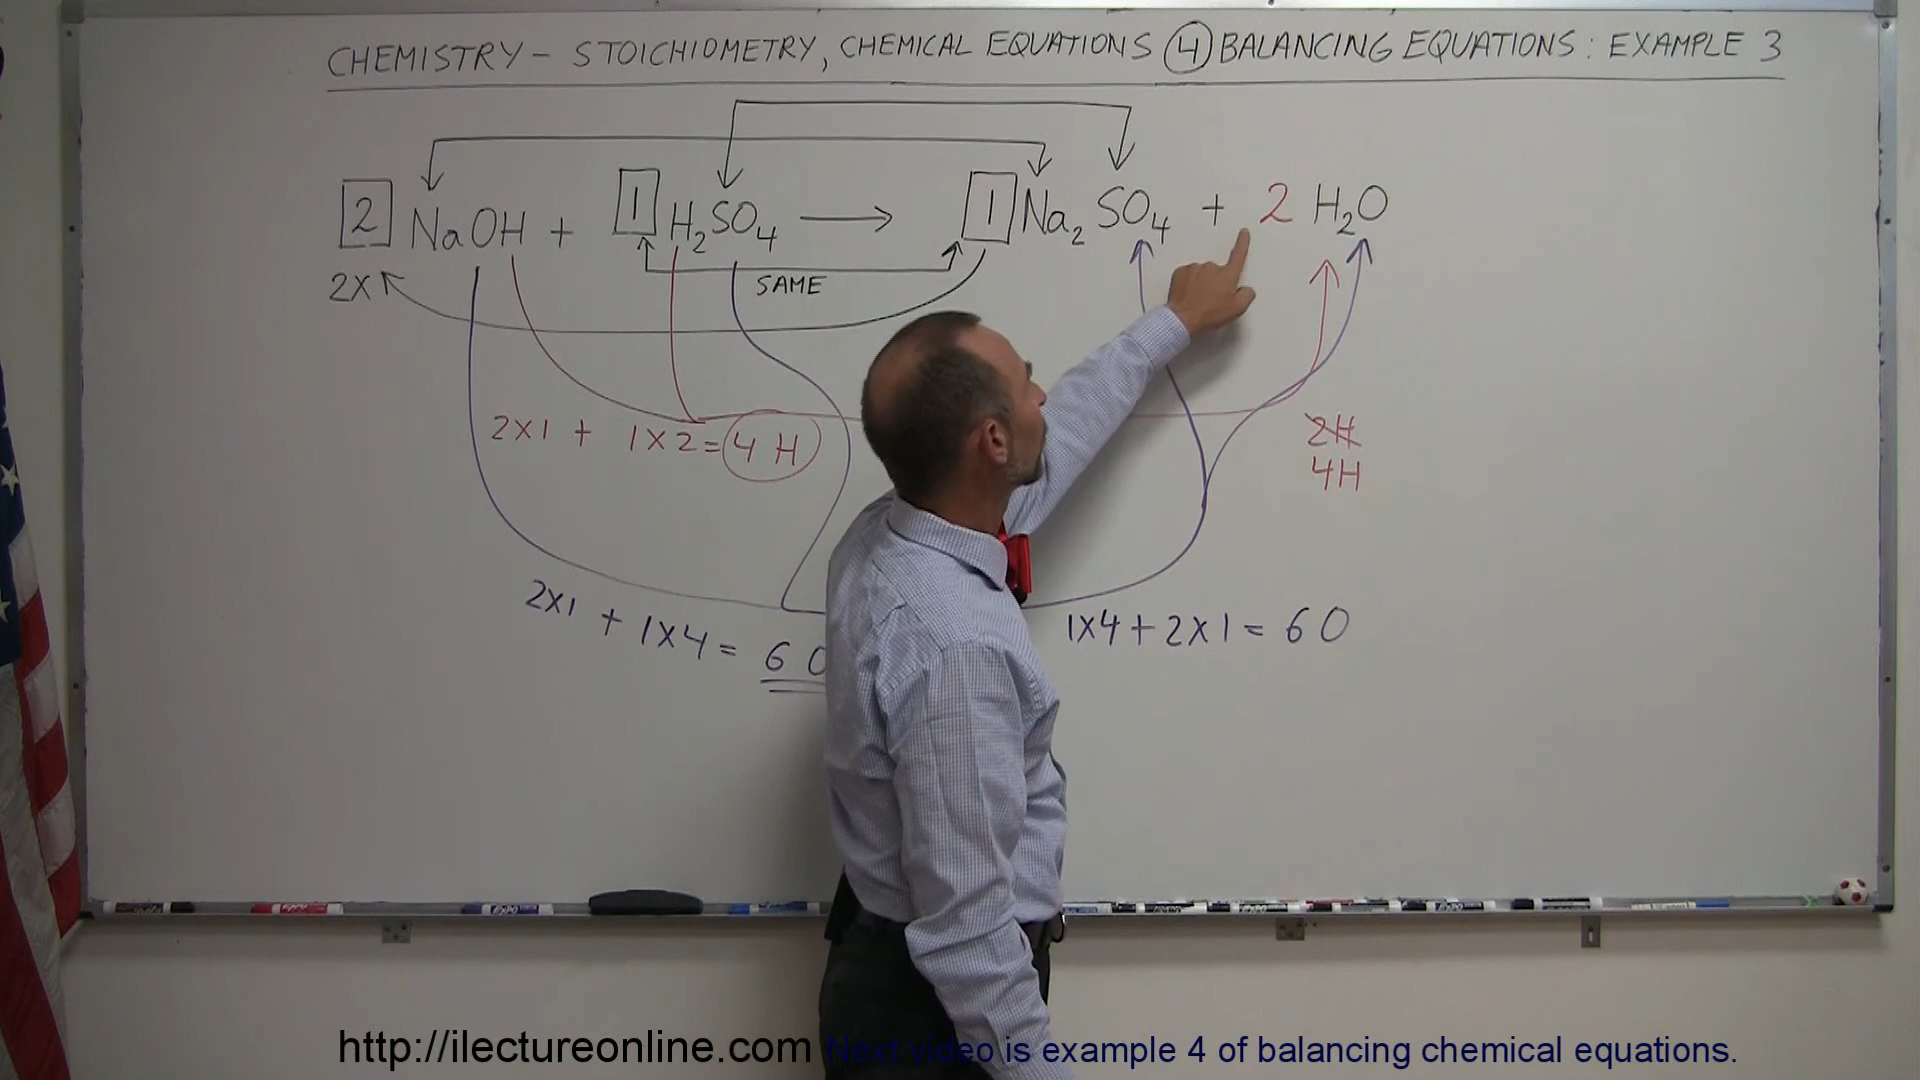 CHEMISTRY - STOICHIOMETRY, CHEMICAL EQUATIONS ④ BALANCING EQUATIONS: EXAMPLE 3
2 NaOH + 1 H₂SO₄ → 1 Na₂SO₄ + 2 H₂O
2X SAME
2X1 + 1X2 = 4 H 2H
4H
2X1 + 1X4 = 6 O 1X4 + 2X1 = 6 O
http://ilectureonline.com Next video is example 4 of balancing chemical equations.